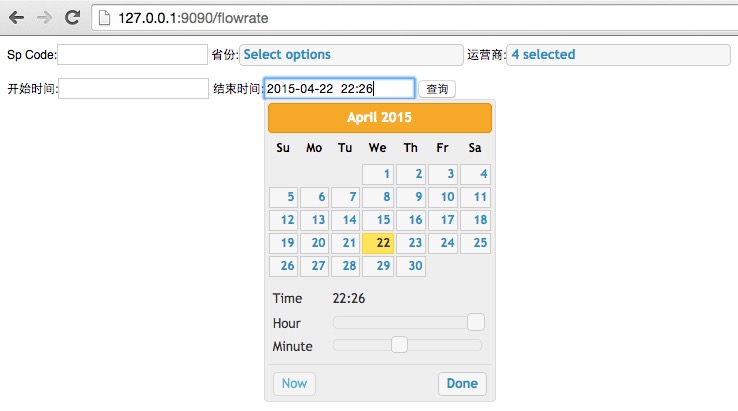 127.0.0.1:9090/flowrate
Sp Code: 省份: Select options 运营商: 4 selected
开始时间: 结束时间: 2015-04-22 22:26 查询
April 2015
Su Mo Tu We Th Fr Sa
1 2 3 4
5 6 7 8 9 10 11
12 13 14 15 16 17 18
19 20 21 22 23 24 25
26 27 28 29 30
Time 22:26
Hour
Minute
Now Done